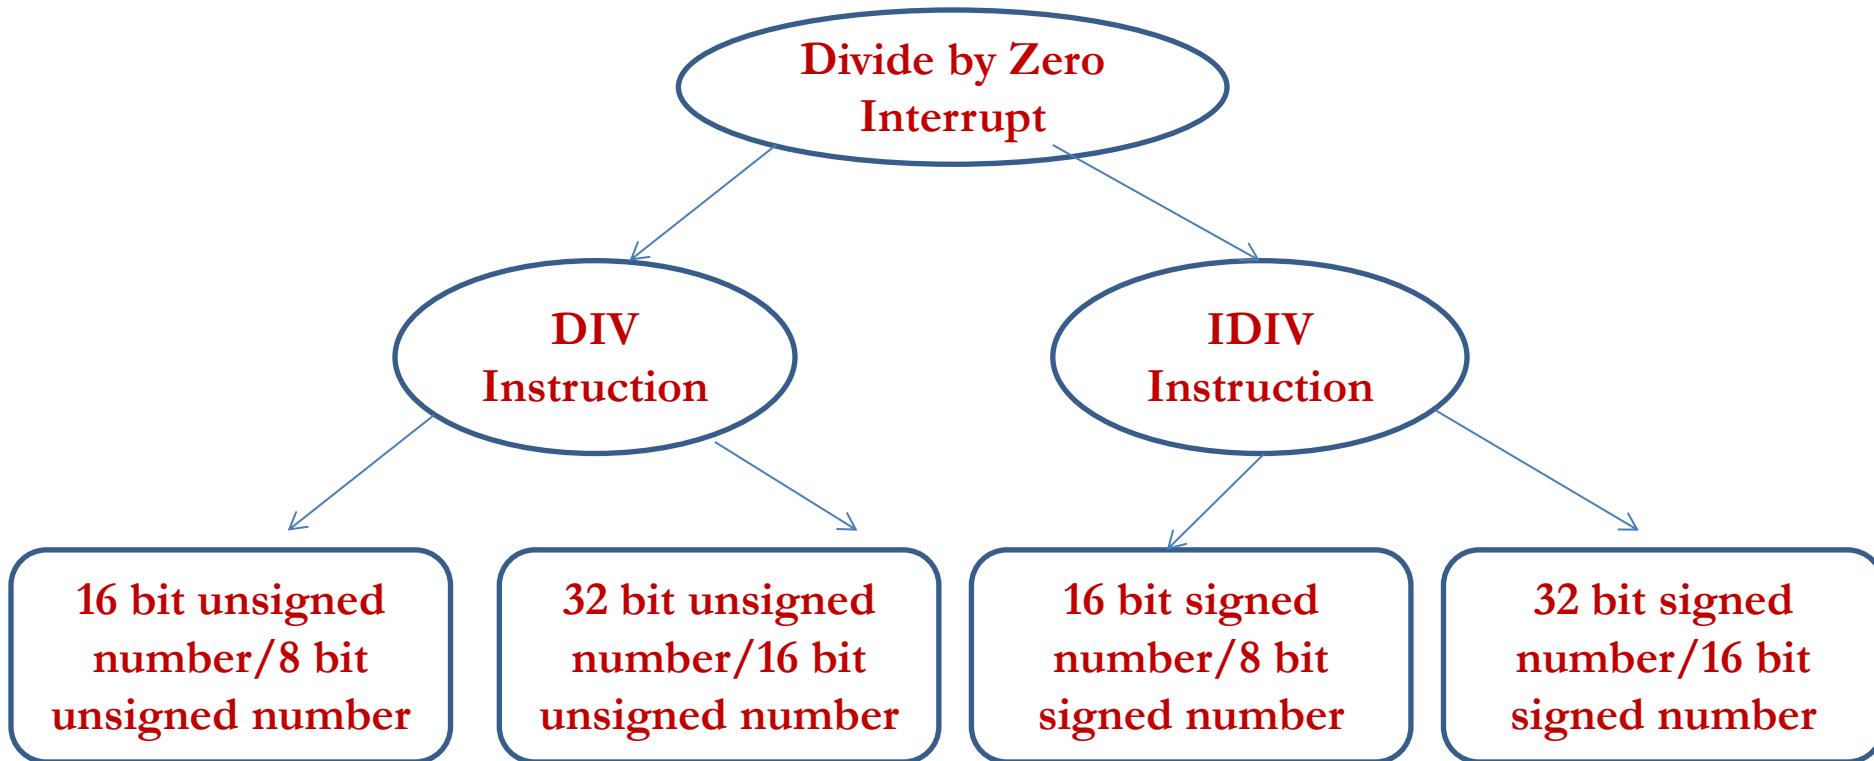 Divide by Zero
Interrupt
DIV
Instruction
IDIV
Instruction
16 bit unsigned
number/8 bit
unsigned number
32 bit unsigned
number/16 bit
unsigned number
16 bit signed
number/8 bit
signed number
32 bit signed
number/16 bit
signed number